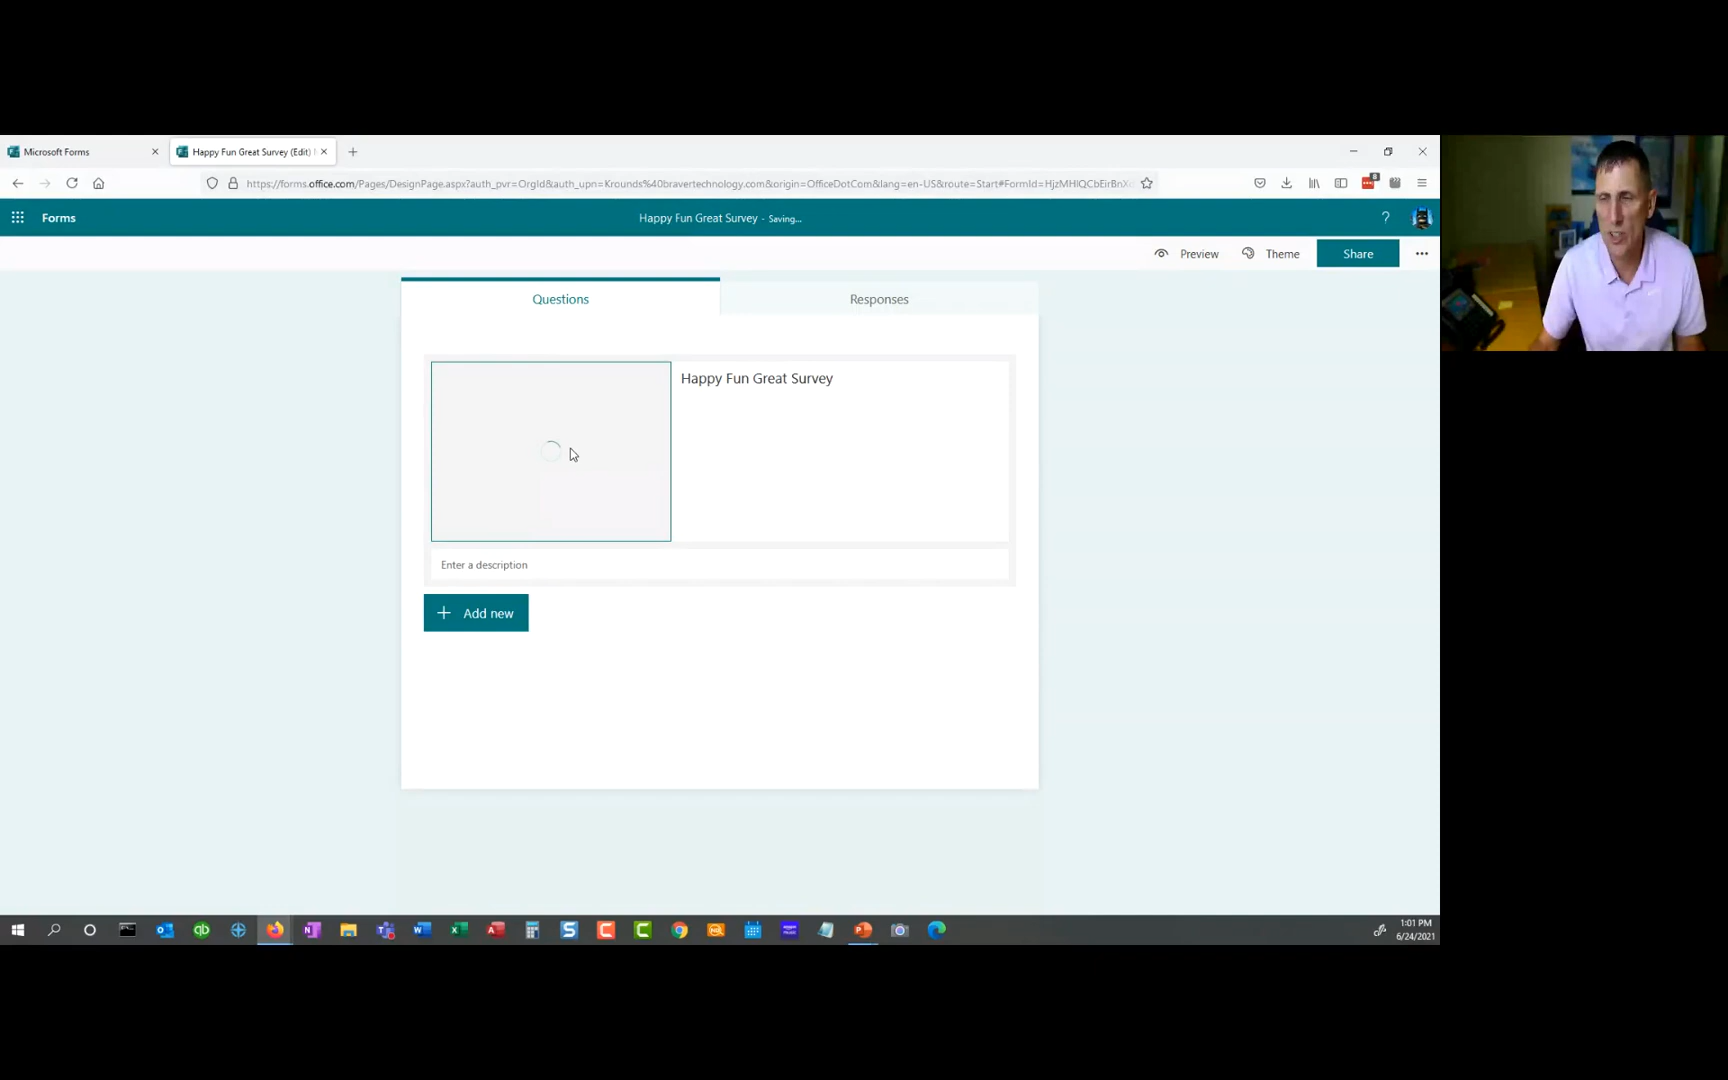 Microsoft Forms
Happy Fun Great Survey (Edit)
https://forms.office.com/Pages/DesignPage.aspx?auth_pvr=OrgId&auth_upn=Krounds%40bravertechnology.com&origin=OfficeDotCom&lang=en-US&route=Start#FormId=HjzMHlQCbEirBnX
8
Forms
Happy Fun Great Survey - Saving...
?
Preview
Theme
Share
Questions
Responses
Happy Fun Great Survey
Enter a description
Add new
1:01 PM
6/24/2021